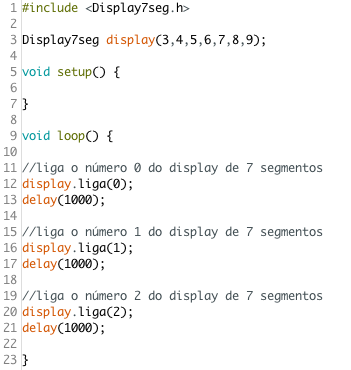 1 #include <Display7seg.h>
2
3 Display7seg display(3,4,5,6,7,8,9);
4
5 void setup() {
6
7 }
8
9 void loop() {
10
11 //liga o número 0 do display de 7 segmentos
12 display.liga(0);
13 delay(1000);
14
15 //liga o número 1 do display de 7 segmentos
16 display.liga(1);
17 delay(1000);
18
19 //liga o número 2 do display de 7 segmentos
20 display.liga(2);
21 delay(1000);
22
23 }